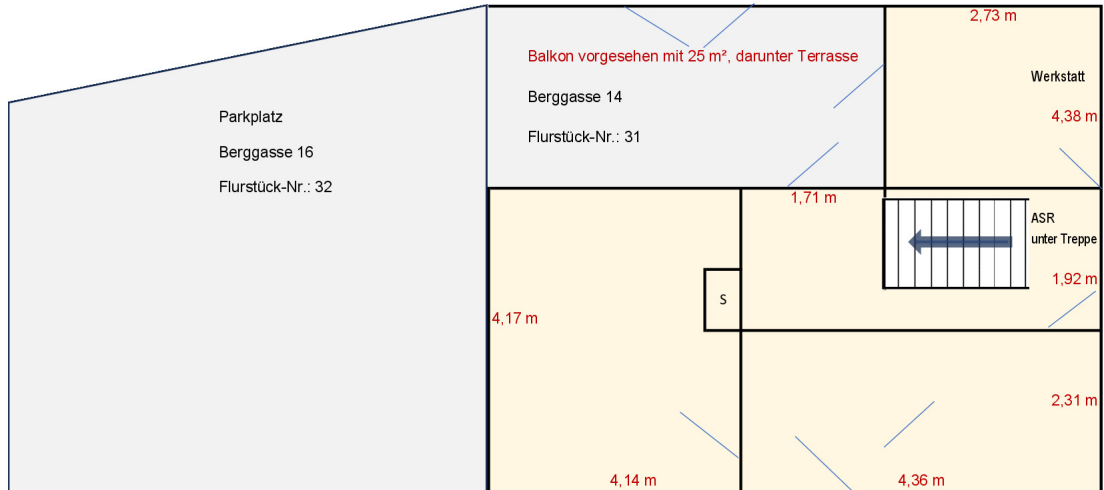 2,73 m
Balkon vorgesehen mit 25 m², darunter Terrasse
Werkstatt
Berggasse 14
4,38 m
Parkplatz
Flurstück-Nr.: 31
Berggasse 16
Flurstück-Nr.: 32
1,71 m
ASR
unter Treppe
1,92 m
S
4,17 m
2,31 m
4,14 m
4,36 m